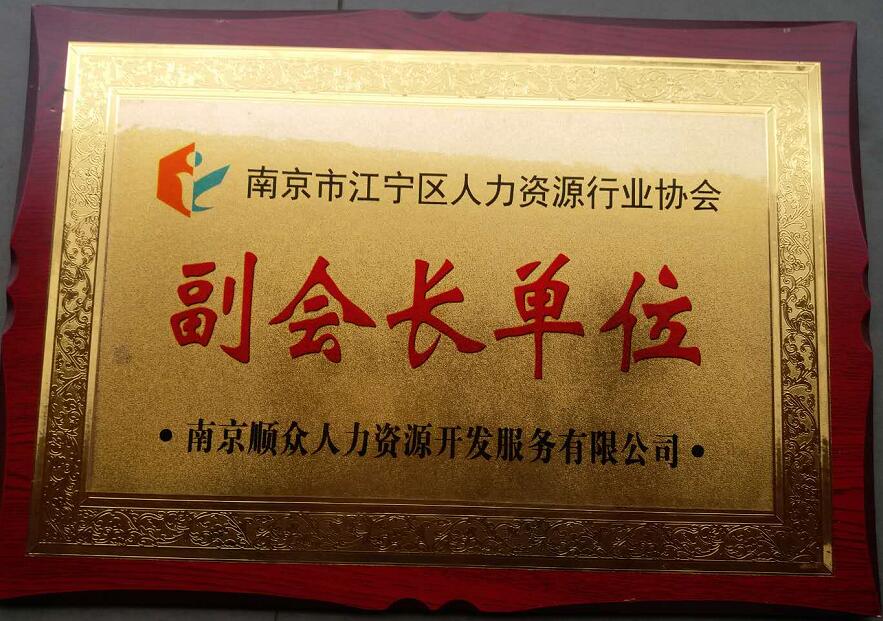 南京市江宁区人力资源行业协会
副会长单位
·南京顺众人力资源开发服务有限公司·